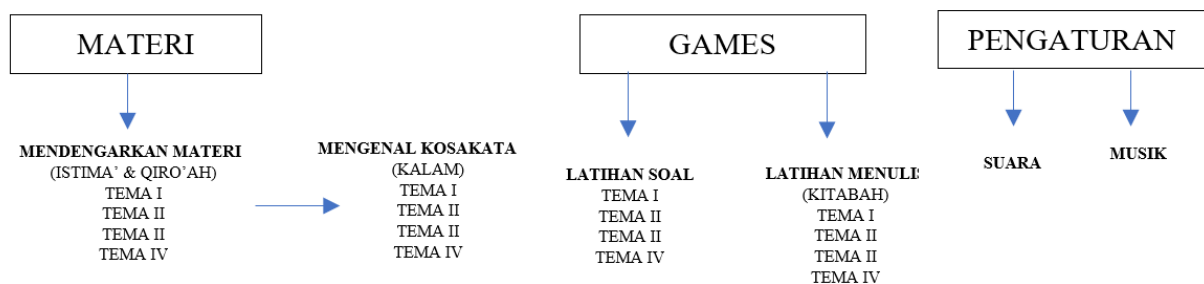 MATERI
MENDENGARKAN MATERI
(ISTIMA' & QIRO'AH)
TEMA I
TEMA II
TEMA II
TEMA IV
MENGENAL KOSAKATA
(KALAM)
TEMA I
TEMA II
TEMA II
TEMA IV
GAMES
LATIHAN SOAL
TEMA I
TEMA II
TEMA II
TEMA IV
LATIHAN MENULIS
(KITABAH)
TEMA I
TEMA II
TEMA II
TEMA IV
PENGATURAN
SUARA
MUSIK